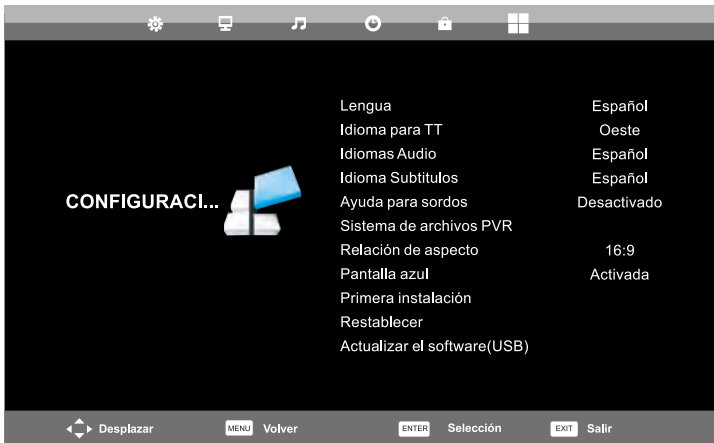 Lengua Español
Idioma para TT Oeste
Idiomas Audio Español
Idioma Subtitulos Español
CONFIGURACI...
Ayuda para sordos Desactivado
Sistema de archivos PVR
Relación de aspecto 16:9
Pantalla azul Activada
Primera instalación
Restablecer
Actualizar el software(USB)
Desplazar MENU Volver ENTER Selección EXIT Salir